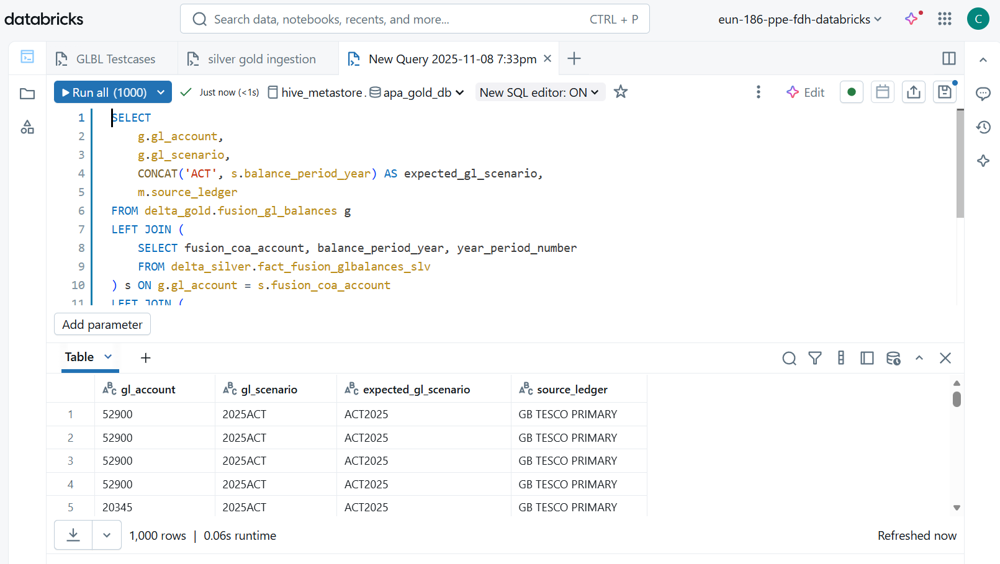 databricks
Search data, notebooks, recents, and more... CTRL + P
eun-186-ppe-fdh-databricks
C
GLBL Testcases
silver gold ingestion
New Query 2025-11-08 7:33pm
Run all (1000)
Just now (<1s)
hive_metastore. apa_gold_db
New SQL editor: ON
Edit
1 SELECT
2 g.gl_account,
3 g.gl_scenario,
4 CONCAT('ACT', s.balance_period_year) AS expected_gl_scenario,
5 m.source_ledger
6 FROM delta_gold.fusion_gl_balances g
7 LEFT JOIN (
8 SELECT fusion_coa_account, balance_period_year, year_period_number
9 FROM delta_silver.fact_fusion_glbalances_slv
10 ) s ON g.gl_account = s.fusion_coa_account
11 LEFT JOIN (
Add parameter
Table
gl_account gl_scenario expected_gl_scenario source_ledger
1 52900 2025ACT ACT2025 GB TESCO PRIMARY
2 52900 2025ACT ACT2025 GB TESCO PRIMARY
3 52900 2025ACT ACT2025 GB TESCO PRIMARY
4 52900 2025ACT ACT2025 GB TESCO PRIMARY
5 20345 2025ACT ACT2025 GB TESCO PRIMARY
1,000 rows | 0.06s runtime
Refreshed now